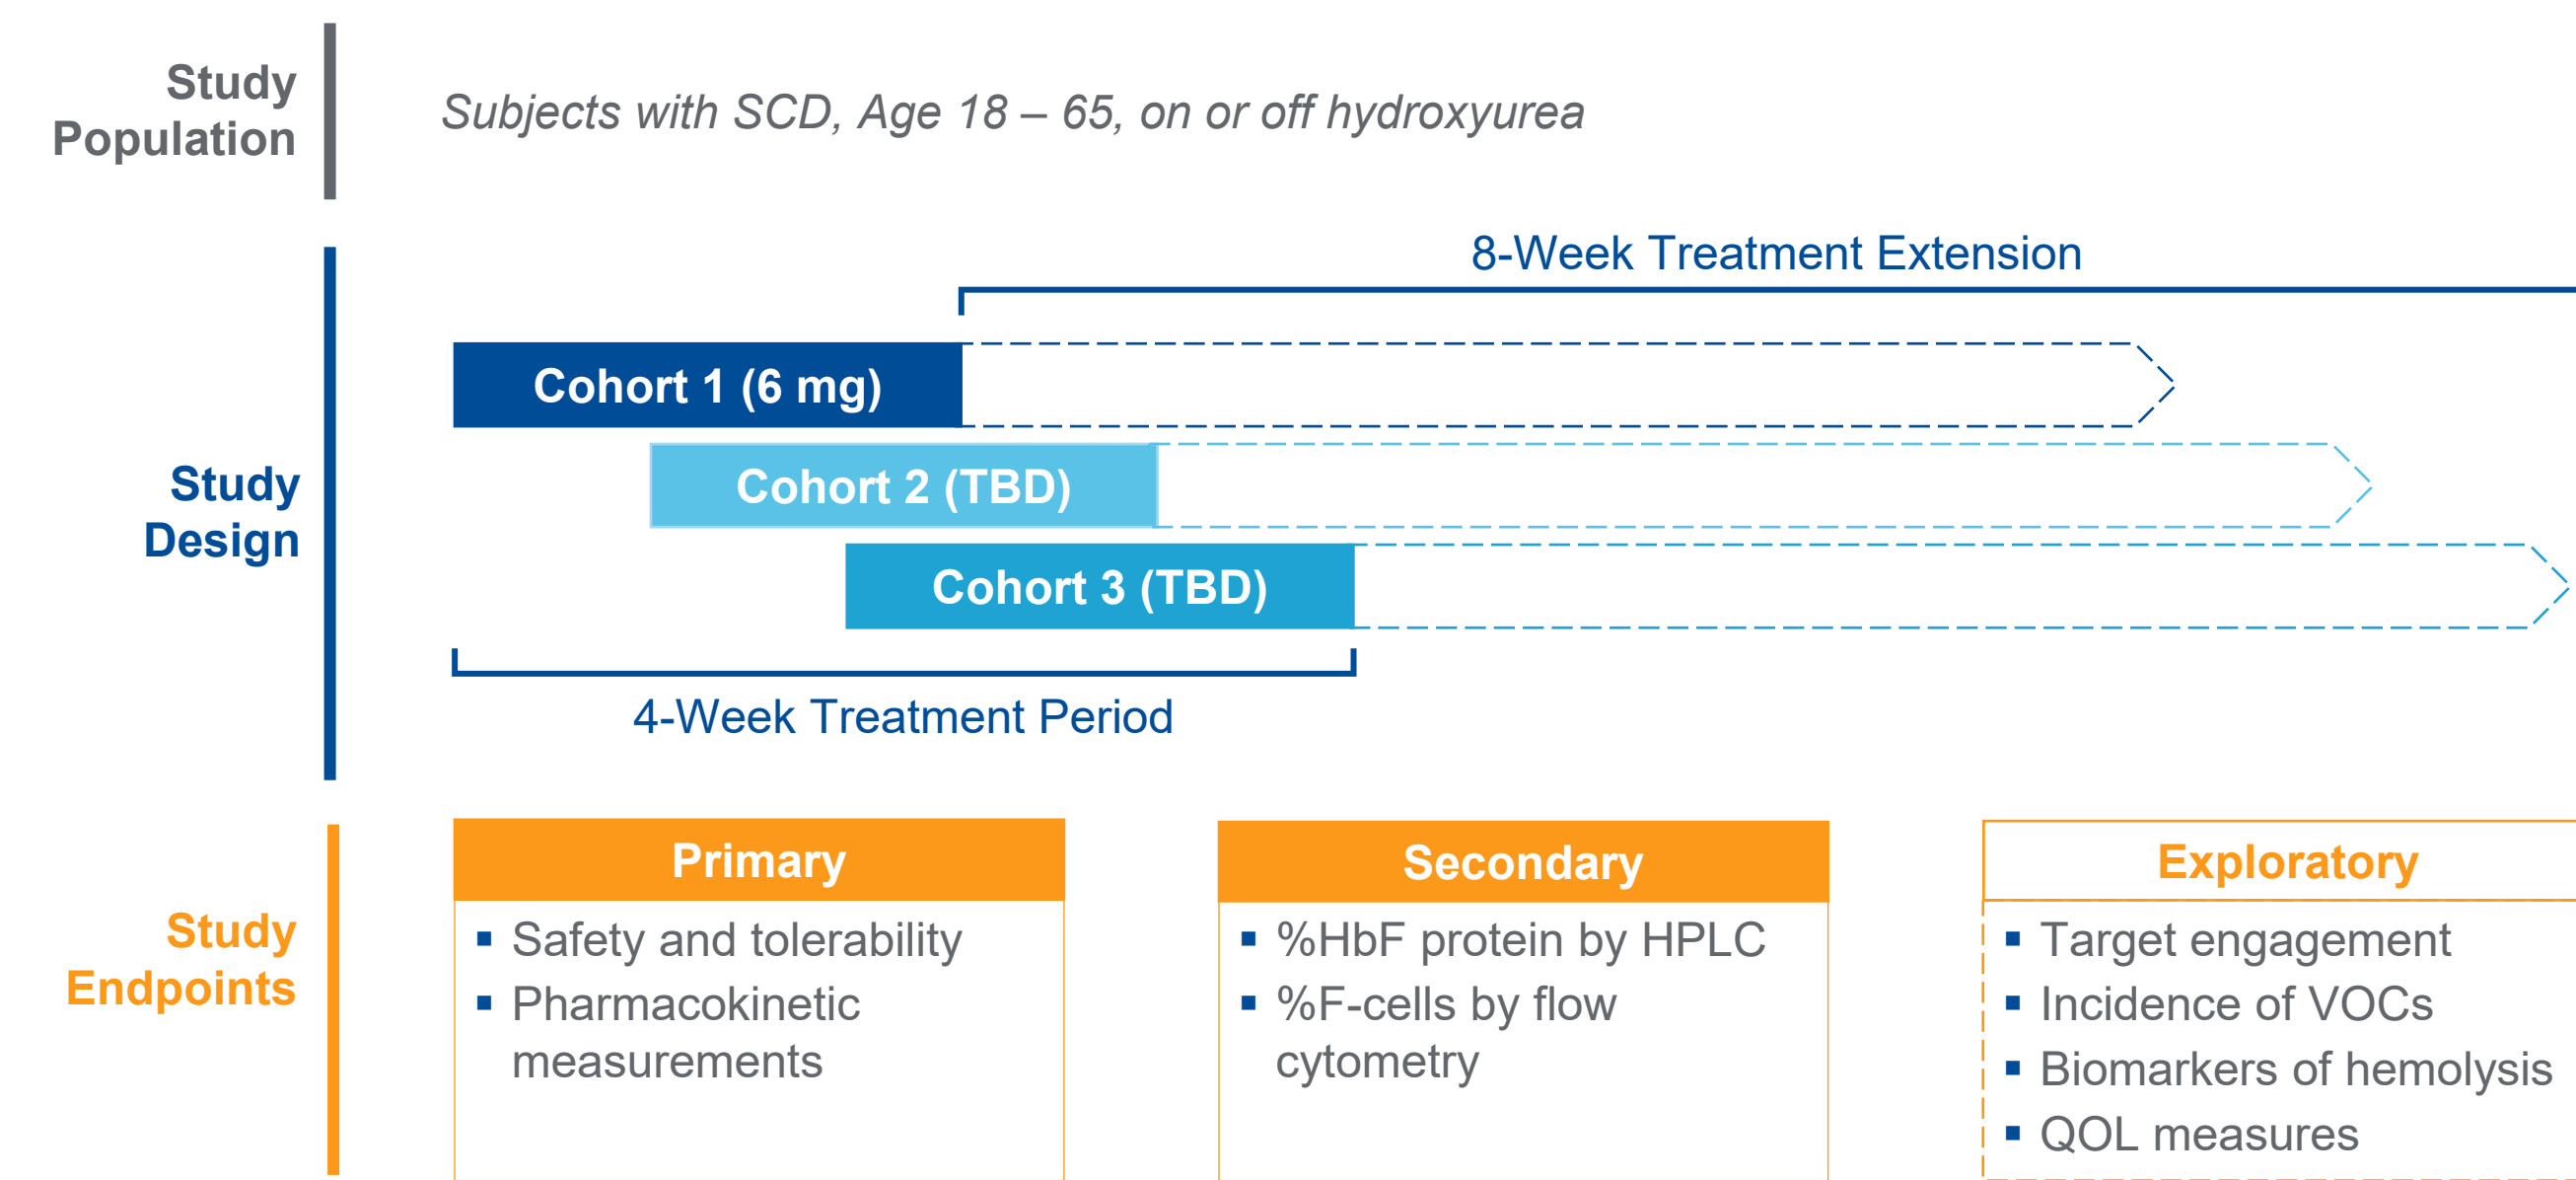 Study
Population
Subjects with SCD, Age 18 – 65, on or off hydroxyurea
Study
Design
8-Week Treatment Extension
Cohort 1 (6 mg)
Cohort 2 (TBD)
Cohort 3 (TBD)
4-Week Treatment Period
Study
Endpoints
Primary
▪ Safety and tolerability
▪ Pharmacokinetic
measurements
Secondary
▪ %HbF protein by HPLC
▪ %F-cells by flow
cytometry
Exploratory
▪ Target engagement
▪ Incidence of VOCs
▪ Biomarkers of hemolysis
▪ QOL measures